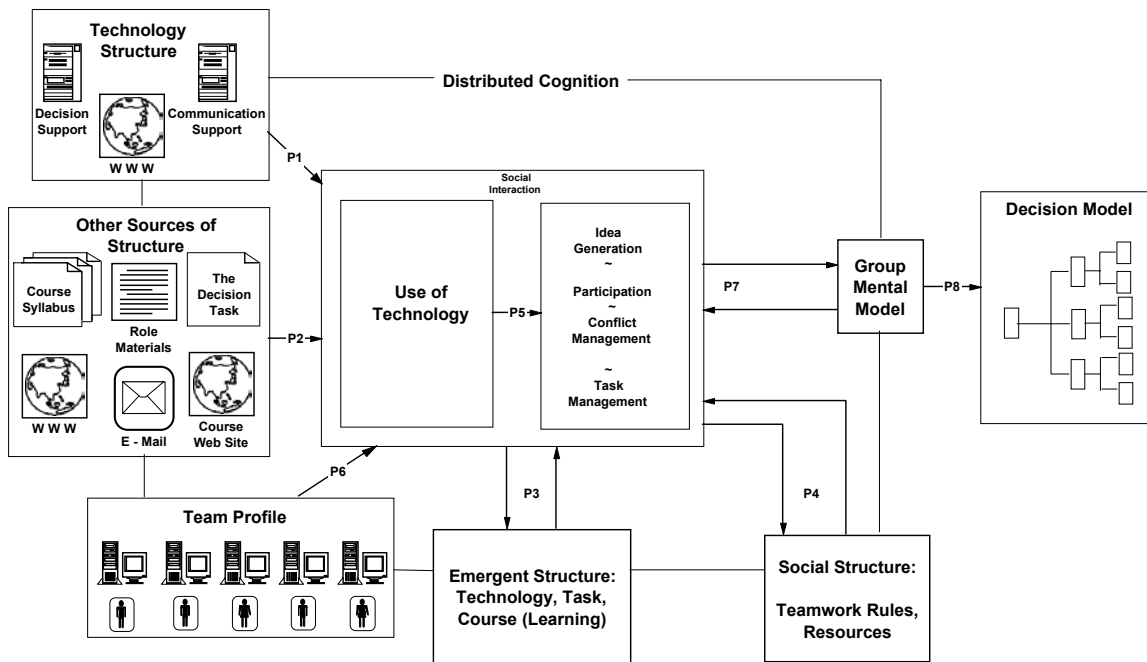 Technology
Structure
Decision
Support
Communication
Support
W W W
Distributed Cognition
P1
Other Sources of
Structure
Course
Syllabus
Role
Materials
The
Decision
Task
W W W
E - Mail
Course
Web Site
P2
Social
Interaction
Use of
Technology
P5
Idea
Generation
~
Participation
~
Conflict
Management
~
Task
Management
P7
Group
Mental
Model
P8
Decision Model
P6
P3
P4
Team Profile
Emergent Structure:
Technology, Task,
Course (Learning)
Social Structure:
Teamwork Rules,
Resources